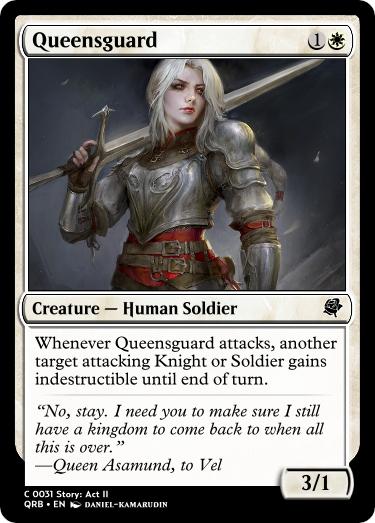 Queensguard 1
Creature — Human Soldier
Whenever Queensguard attacks, another
target attacking Knight or Soldier gains
indestructible until end of turn.
“No, stay. I need you to make sure I still
have a kingdom to come back to when all
this is over.”
—Queen Asamund, to Vel
3/1
C 0031 Story: Act II
QRB • EN DANIEL-KAMARUDIN